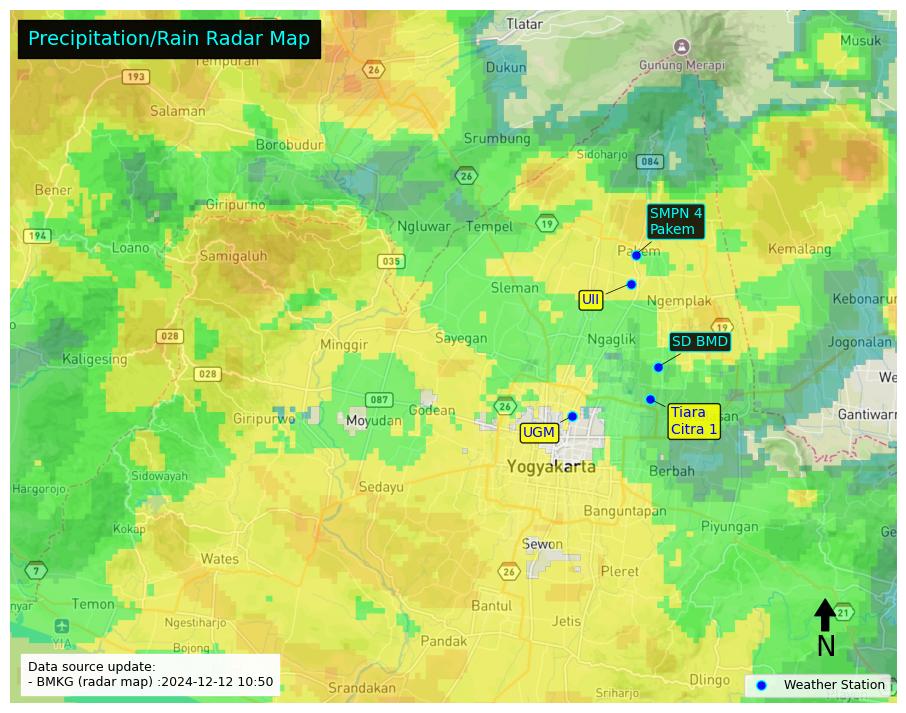 Precipitation/Rain Radar Map
Tlatar
Musuk
193
Tempuran
26
Dukun
Gunung Merapi
Salaman
Borobudur
Srumbung
Sidoharjo
084
26
Bener
Giripurno
SMPN 4
Pakem
194
Loano
Ngluwar
Tempel
19
Samigaluh
035
Pakem
Kemalang
Sleman
UII
Ngemplak
Kebonarum
028
Minggir
Sayegan
Ngaglik
19
SD BMD
Jogonalan
Kaligesing
028
We
087
Godean
26
Tiara
Citra 1
san
Gantiwarn
Giripurwo
Moyudan
UGM
Yogyakarta
Berbah
Sidowayah
Hargorojo
Sedayu
Banguntapan
Kokap
Piyungan
Ge
Sewon
Wates
7
26
Pleret
nyar
Temon
Bantul
21
YIA
Ngestiharjo
Jetis
N
Bojong
Pandak
Data source update:
- BMKG (radar map) :2024-12-12 10:50
Dlingo
Srandakan
Sriharjo
Weather Station